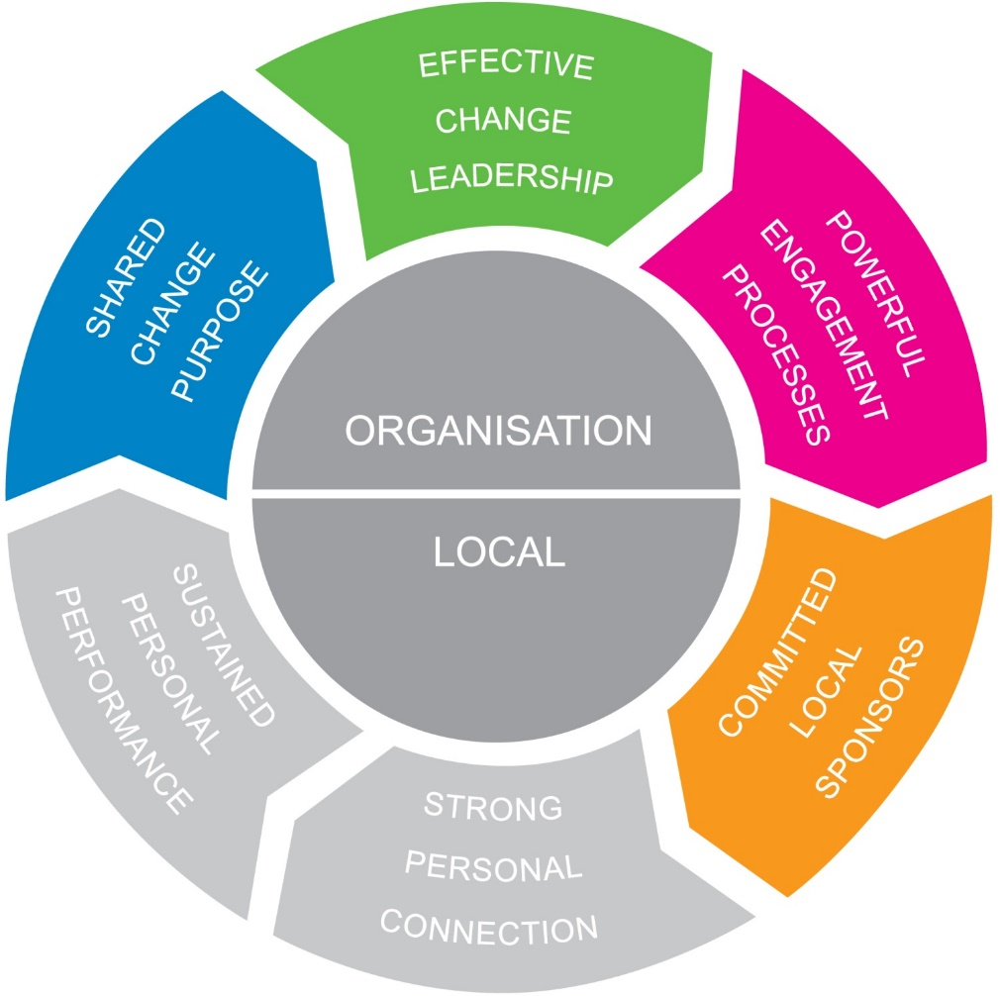 EFFECTIVE
CHANGE
LEADERSHIP
POWERFUL
ENGAGEMENT
PROCESSES
COMMITTED
LOCAL
SPONSORS
STRONG
PERSONAL
CONNECTION
SUSTAINED
PERSONAL
PERFORMANCE
SHARED
CHANGE
PURPOSE
ORGANISATION
LOCAL